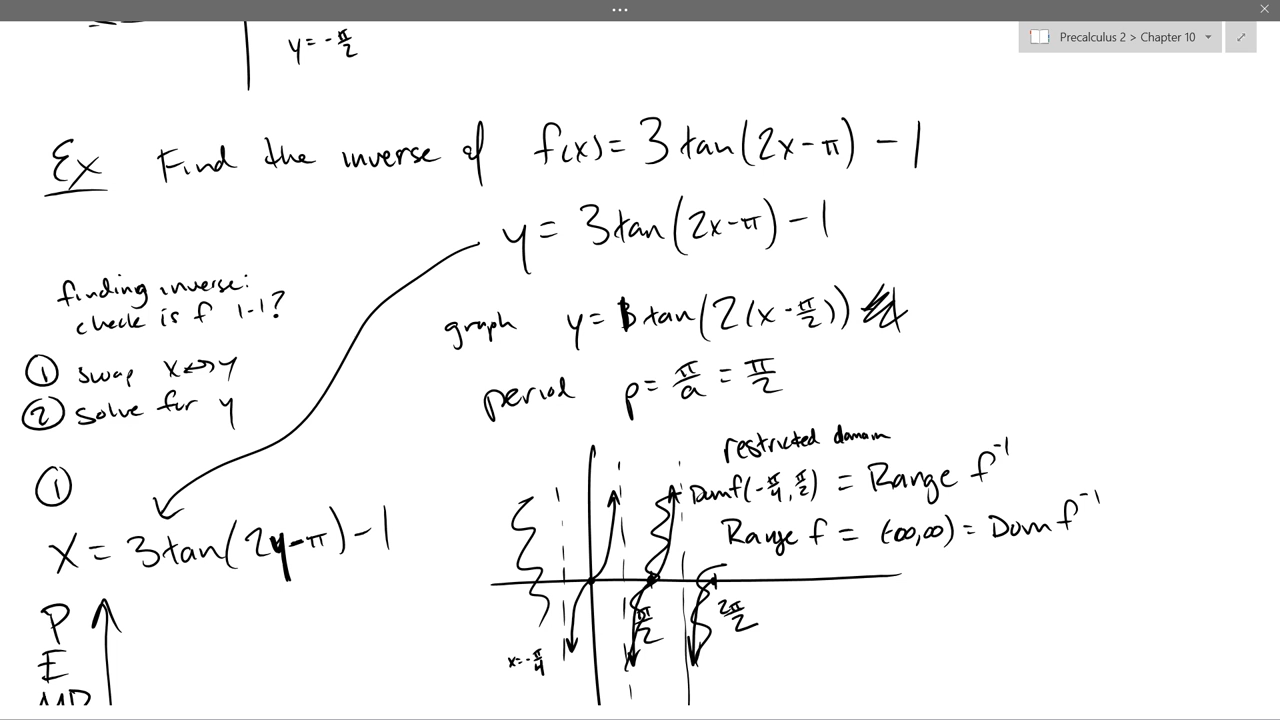 Precalculus 2 > Chapter 10
y = -π/2
Ex Find the inverse of f(x) = 3 tan(2x-π) - 1
y = 3tan(2x-π) - 1
finding inverse:
check is f 1-1?
① swap x↔y
② solve for y
graph y = tan(2(x-π/2))
period p = π/a = π/2
①
x = 3tan(2y-π) - 1
restricted domain
Dom f (-π/4, π/2) = Range f⁻¹
Range f = (-∞,∞) = Dom f⁻¹
x=-π/4
π/2
2π/2
P
E
MD